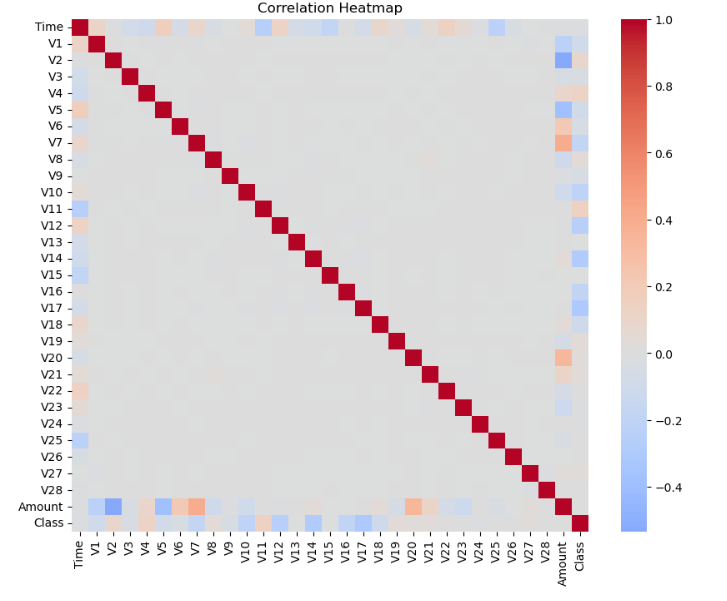 Correlation Heatmap
Time
V1
V2
V3
V4
V5
V6
V7
V8
V9
V10
V11
V12
V13
V14
V15
V16
V17
V18
V19
V20
V21
V22
V23
V24
V25
V26
V27
V28
Amount
Class
Time
V1
V2
V3
V4
V5
V6
V7
V8
V9
V10
V11
V12
V13
V14
V15
V16
V17
V18
V19
V20
V21
V22
V23
V24
V25
V26
V27
V28
Amount
Class
1.0
0.8
0.6
0.4
0.2
0.0
−0.2
−0.4